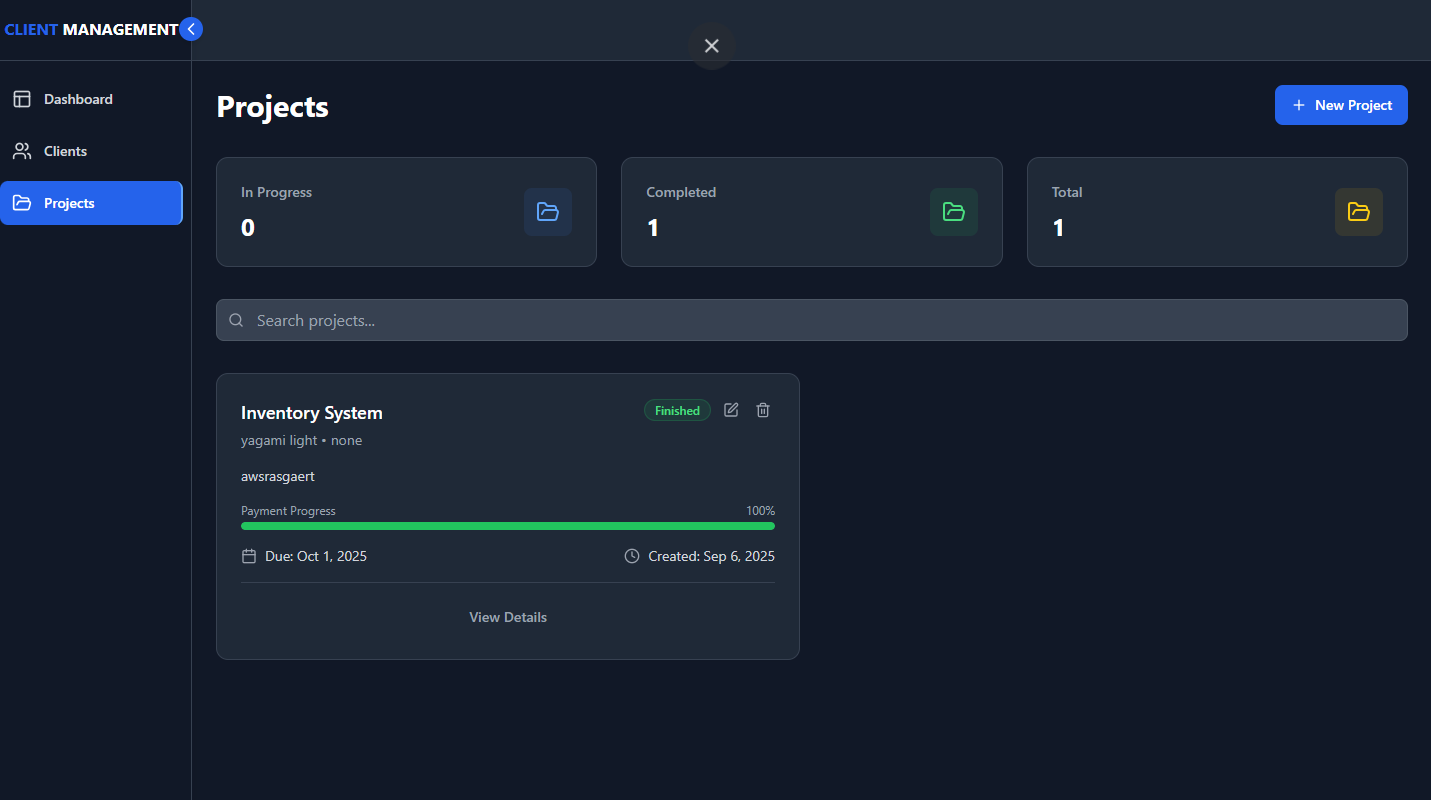 CLIENT MANAGEMENT
Dashboard
Clients
Projects
Projects
New Project
In Progress
0
Completed
1
Total
1
Search projects...
Inventory System
Finished
yagami light • none
awsrasgaert
Payment Progress
100%
Due: Oct 1, 2025
Created: Sep 6, 2025
View Details